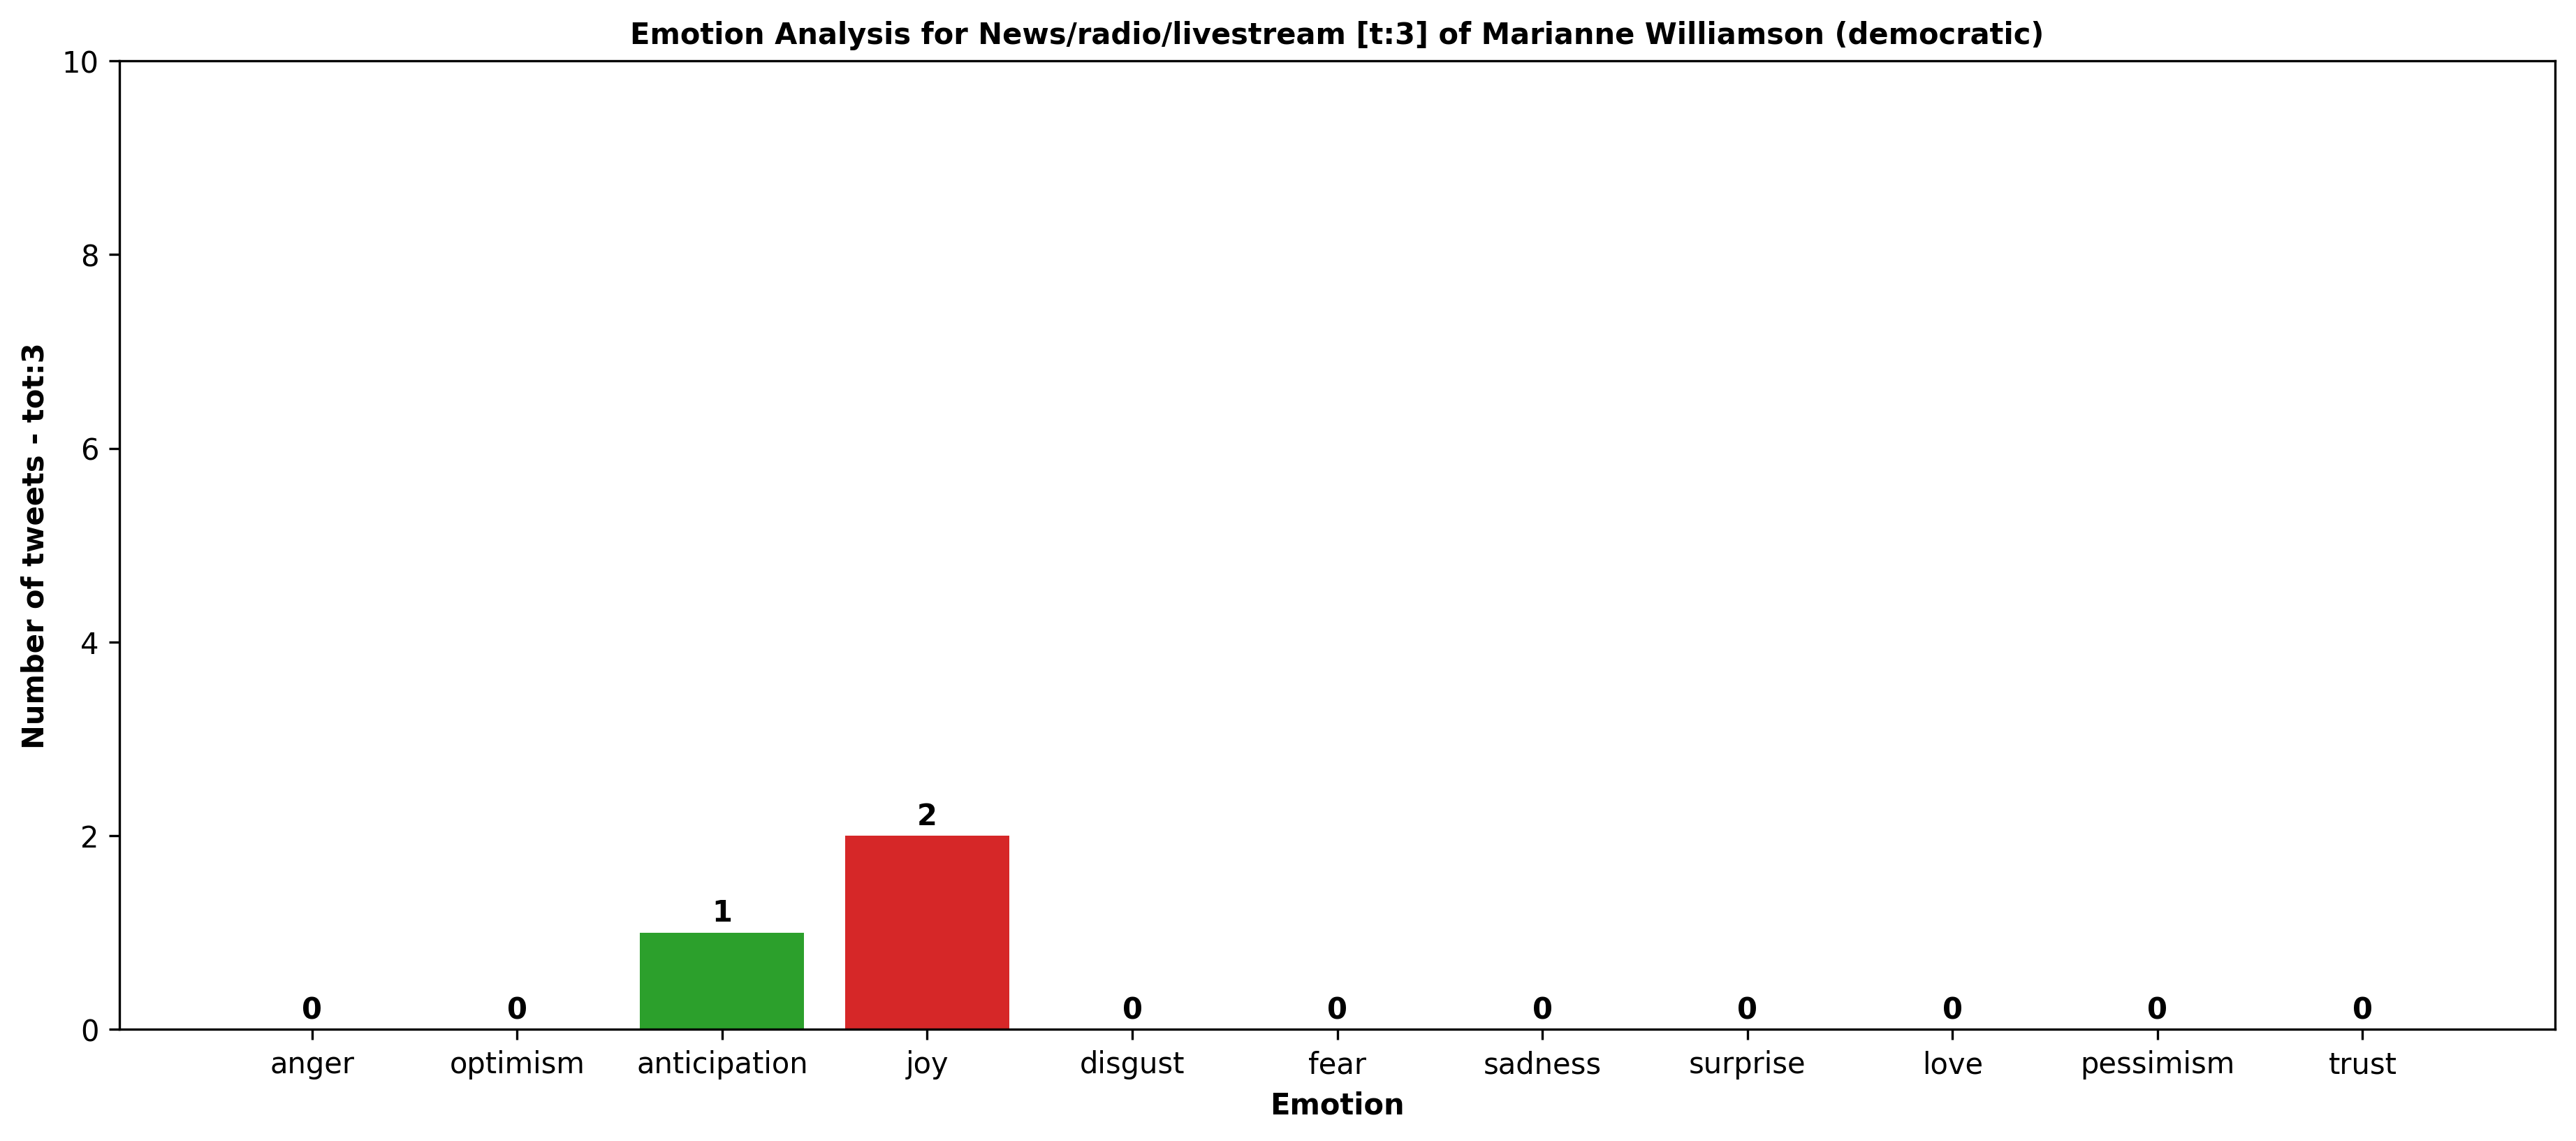 Emotion Analysis for News/radio/livestream [t:3] of Marianne Williamson (democratic)
Number of tweets - tot:3
10
8
6
4
2
0
0 0 1 2 0 0 0 0 0 0 0
anger optimism anticipation joy disgust fear sadness surprise love pessimism trust
Emotion